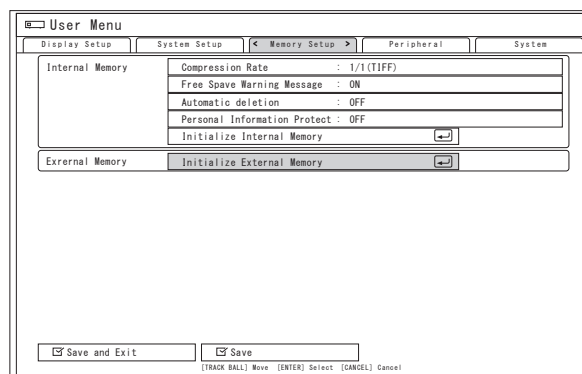 User Menu
Display Setup System Setup < Memory Setup > Peripheral System
Internal Memory Compression Rate : 1/1(TIFF)
Free Spave Warning Message : ON
Automatic deletion : OFF
Personal Information Protect : OFF
Initialize Internal Memory
Exrernal Memory Initialize External Memory
Save and Exit Save
[TRACK BALL] Move [ENTER] Select [CANCEL] Cancel